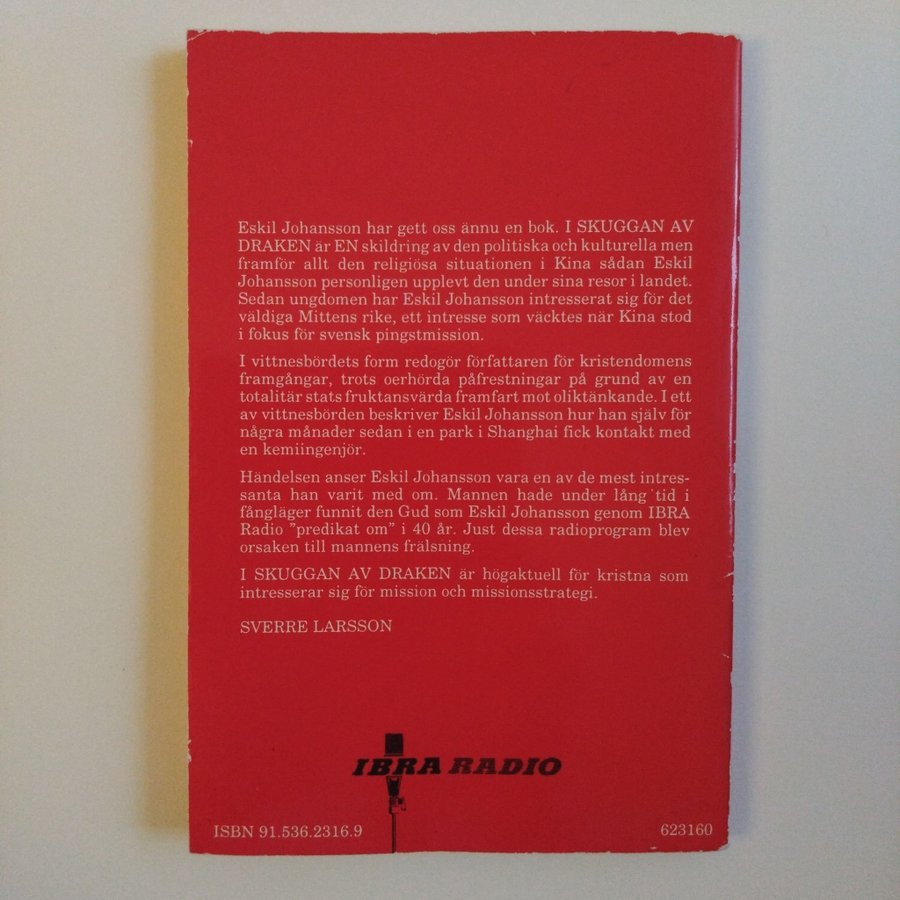 Eskil Johansson har gett oss ännu en bok. I SKUGGAN AV
DRAKEN är EN skildring av den politiska och kulturella men
framför allt den religiösa situationen i Kina sådan Eskil
Johansson personligen upplevt den under sina resor i landet.
Sedan ungdomen har Eskil Johansson intresserat sig för det
väldiga Mittens rike, ett intresse som väcktes när Kina stod
i fokus för svensk pingstmission.
I vittnesbördets form redogör författaren för kristendomens
framgångar, trots oerhörda påfrestningar på grund av en
totalitär stats fruktansvärda framfart mot oliktänkande. I ett
av vittnesbörden beskriver Eskil Johansson hur han själv för
några månader sedan i en park i Shanghai fick kontakt med
en kemiingenjör.
Händelsen anser Eskil Johansson vara en av de mest intres-
santa han varit med om. Mannen hade under lång tid i
fångläger funnit den Gud som Eskil Johansson genom IBRA
Radio ”predikat om” i 40 år. Just dessa radioprogram blev
orsaken till mannens frälsning.
I SKUGGAN AV DRAKEN är högaktuell för kristna som
intresserar sig för mission och missionsstrategi.
SVERRE LARSSON
IBRA RADIO
ISBN 91.536.2316.9
623160